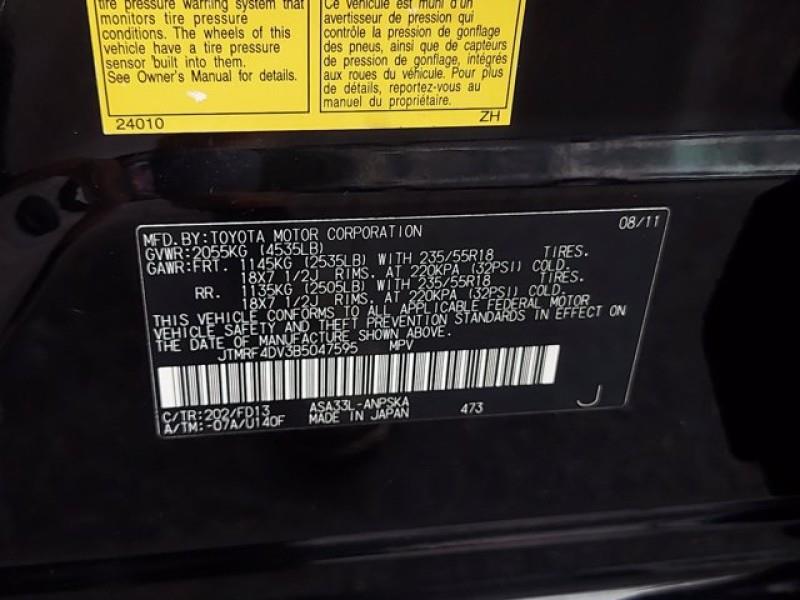 tire pressure warning system that
monitors tire pressure
conditions. The wheels of this
vehicle have a tire pressure
sensor built into them.
See Owner's Manual for details.
24010
Ce véhicule est muni d'un
avertisseur de pression qui
contrôle la pression de gonflage
des pneus, ainsi que de capteurs
de pression de gonflage, intégrés
aux roues du véhicule. Pour plus
de détails, reportez-vous au
manuel du propriétaire.
ZH
MFD.BY:TOYOTA MOTOR CORPORATION 08/11
GVWR:2055KG (4535LB)
GAWR:FRT. 1145KG (2535LB) WITH 235/55R18 TIRES.
18X7 1/2J RIMS. AT 220KPA (32PSI) COLD.
RR. 1135KG (2505LB) WITH 235/55R18 TIRES.
18X7 1/2J RIMS. AT 220KPA (32PSI) COLD.
THIS VEHICLE CONFORMS TO ALL APPLICABLE FEDERAL MOTOR
VEHICLE SAFETY AND THEFT PREVENTION STANDARDS IN EFFECT ON
THE DATE OF MANUFACTURE SHOWN ABOVE.
JTMRF4DV3B5047595 MPV
C/TR:202/FD13 ASA33L-ANPSKA 473 J
A/TM:-07A/U140F MADE IN JAPAN